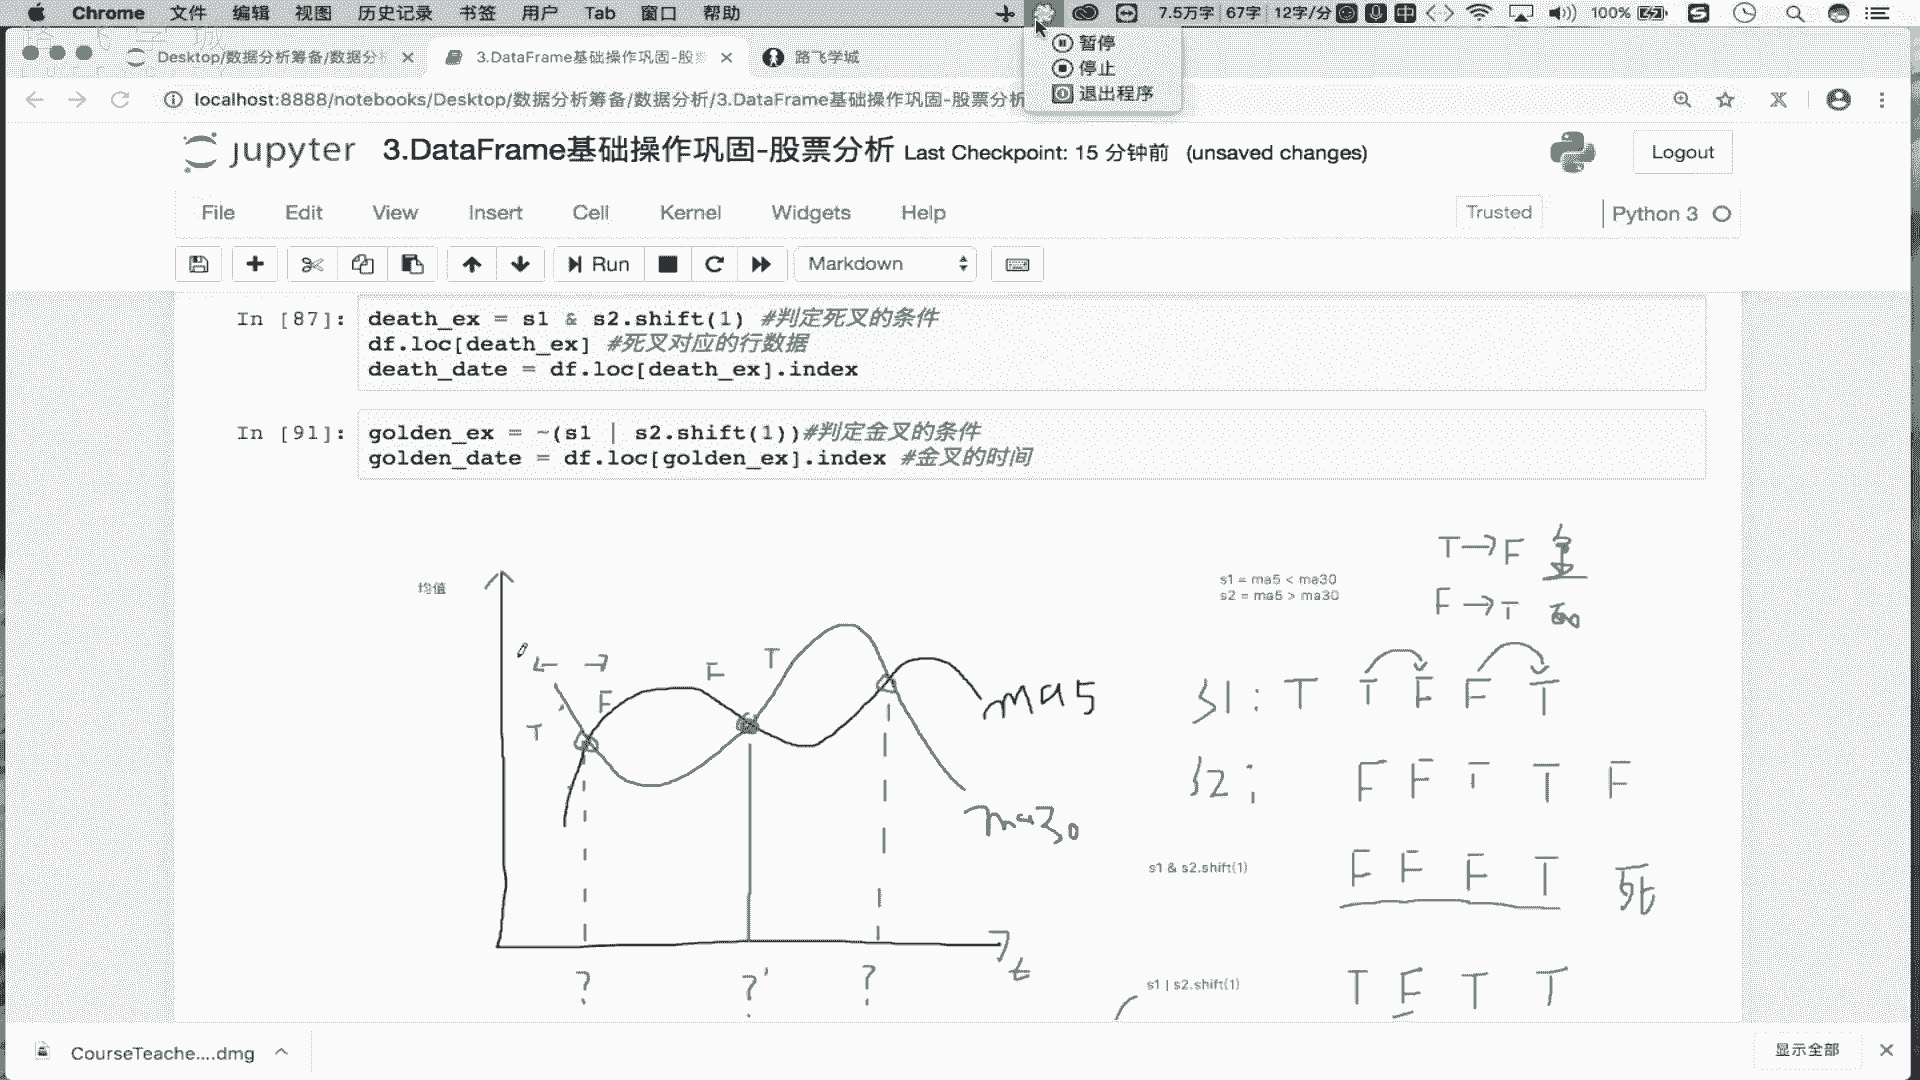 Chrome 文件 编辑 视图 历史记录 书签 用户 Tab 窗口 帮助 7.5万字 67字 12字/分 中 100%
暂停
停止
退出程序
Desktop/数据分析筹备/数据分析 3.DataFrame基础操作巩固-股票 路飞学城
localhost:8888/notebooks/Desktop/数据分析筹备/数据分析/3.DataFrame基础操作巩固-股票分析
jupyter 3.DataFrame基础操作巩固-股票分析 Last Checkpoint: 15 分钟前 (unsaved changes) Logout
File Edit View Insert Cell Kernel Widgets Help Trusted Python 3
Run Markdown
In [87]: death_ex = s1 & s2.shift(1) #判定死叉的条件
df.loc[death_ex] #死叉对应的行数据
death_date = df.loc[death_ex].index
In [91]: golden_ex = ~(s1 | s2.shift(1))#判定金叉的条件
golden_date = df.loc[golden_ex].index #金叉的时间
均值
s1 = ma5 < ma30
s2 = ma5 > ma30
T→F 金
F→T
T F F T
ma5
ma30
s1: T T F F T
s2: F F T T F
s1 & s2.shift(1) F F F T 死
s1 | s2.shift(1) T F T T
? ? ? t
CourseTeache....dmg 显示全部